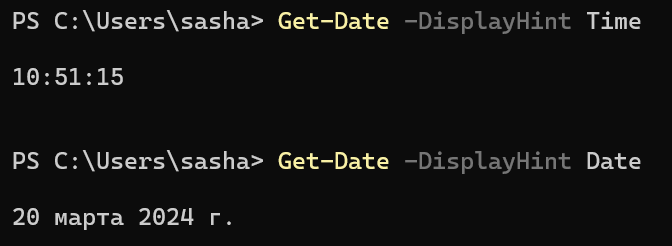 PS C:\Users\sasha> Get-Date -DisplayHint Time
10:51:15
PS C:\Users\sasha> Get-Date -DisplayHint Date
20 марта 2024 г.